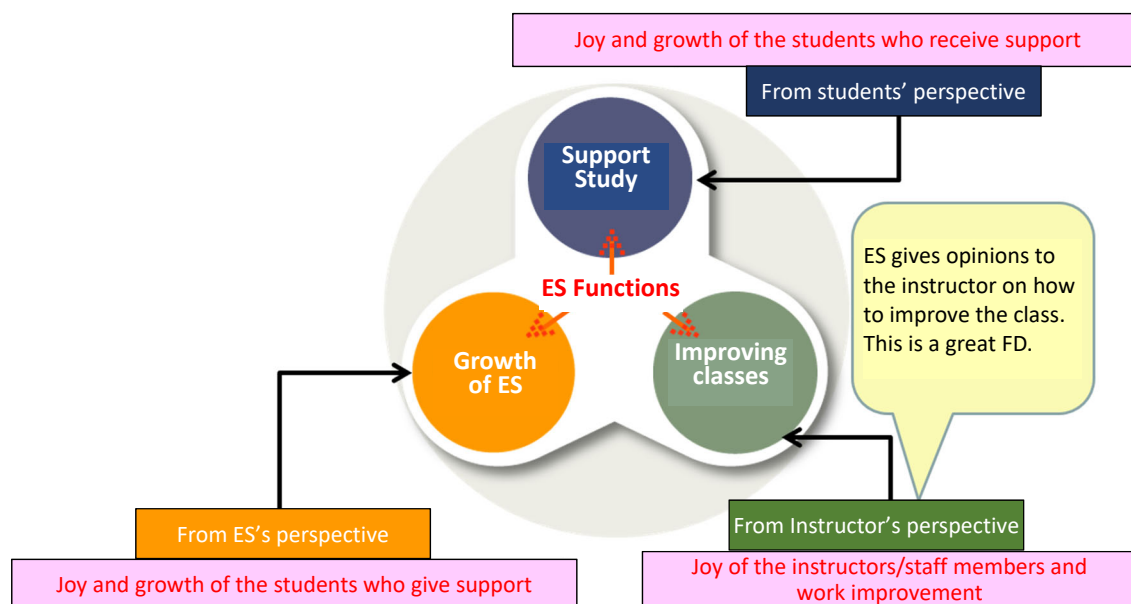 Joy and growth of the students who receive support
From students’ perspective
Support
Study
ES gives opinions to
the instructor on how
to improve the class.
This is a great FD.
ES Functions
Growth
of ES
Improving
classes
From ES’s perspective
Joy and growth of the students who give support
From Instructor’s perspective
Joy of the instructors/staff members and
work improvement